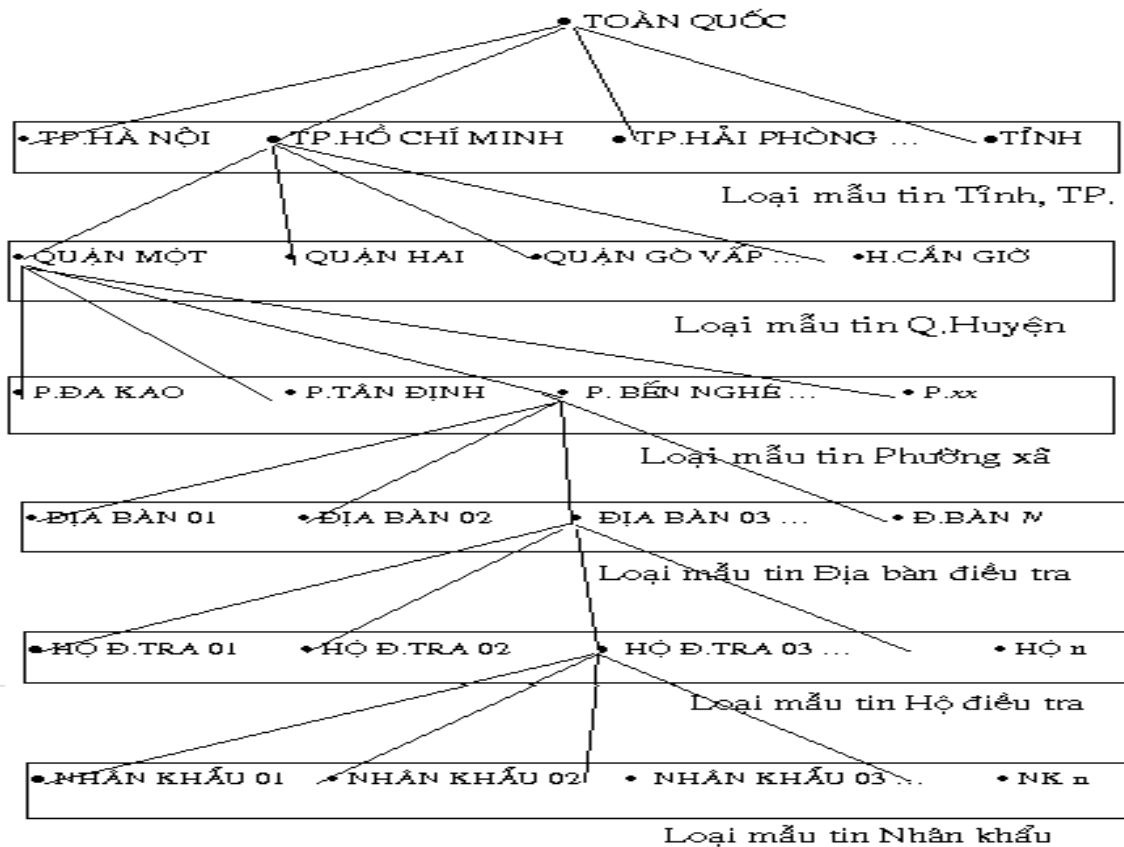 • TOÀN QUỐC
• TP.HÀ NỘI • TP.HỒ CHÍ MINH • TP.HẢI PHÒNG ... • TỈNH
Loại mẫu tin Tỉnh, TP.
• QUẬN MỘT • QUẬN HAI • QUẬN GÒ VẤP ... • H.CẦN GIỜ
Loại mẫu tin Q.Huyện
• P.ĐA KAO • P.TÂN ĐỊNH • P. BẾN NGHÉ ... • P.xx
Loại mẫu tin Phường xã
• ĐỊA BÀN 01 • ĐỊA BÀN 02 • ĐỊA BÀN 03 ... • Đ.BÀN N
Loại mẫu tin Địa bàn điều tra
• HỘ Đ.TRA 01 • HỘ Đ.TRA 02 • HỘ Đ.TRA 03 ... • HỘ n
Loại mẫu tin Hộ điều tra
• NHÂN KHẨU 01 • NHÂN KHẨU 02 • NHÂN KHẨU 03 ... • NK n
Loại mẫu tin Nhân khẩu